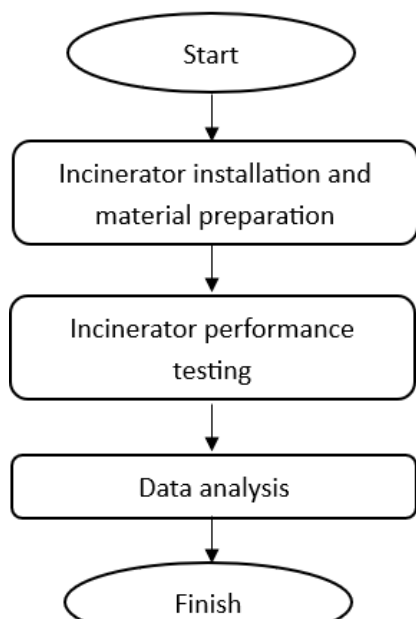 Start
Incinerator installation and
material preparation
Incinerator performance
testing
Data analysis
Finish